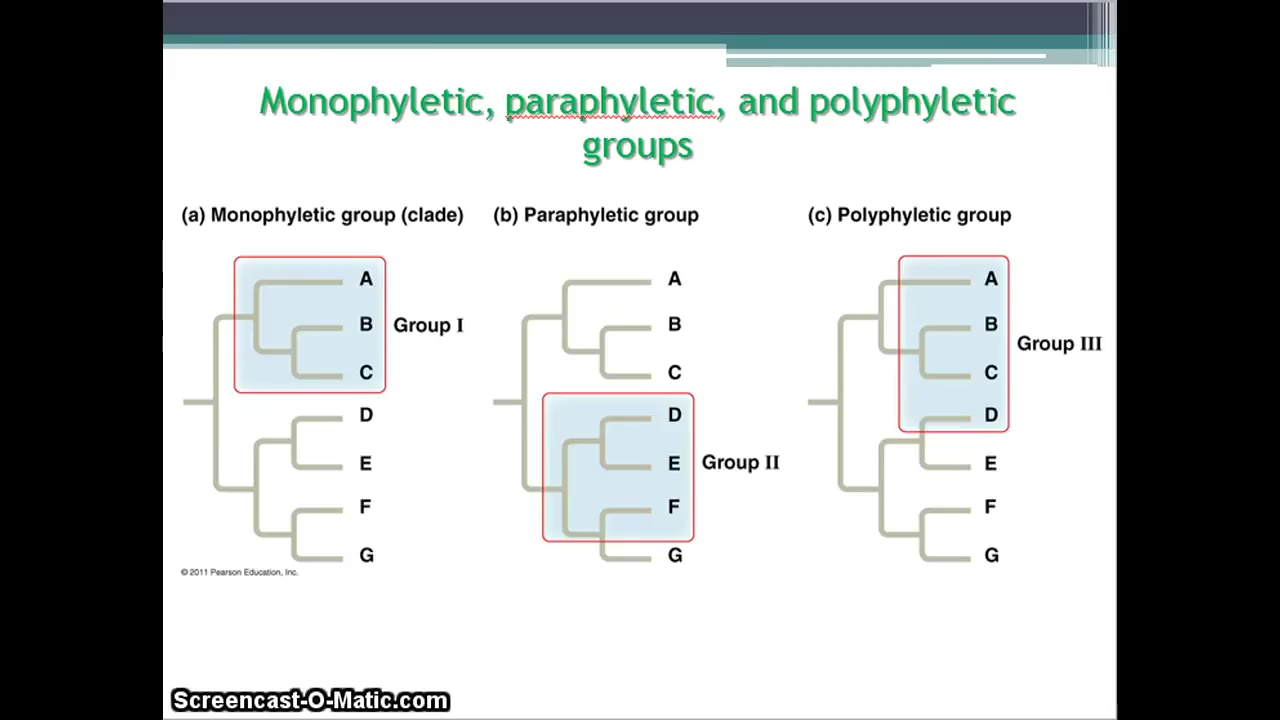 Monophyletic, paraphyletic, and polyphyletic
groups
(a) Monophyletic group (clade)
A
B
Group I
C
D
E
F
G
© 2011 Pearson Education, Inc.
(b) Paraphyletic group
A
B
C
D
E
Group II
F
G
(c) Polyphyletic group
A
B
Group III
C
D
E
F
G
Screencast-O-Matic.com